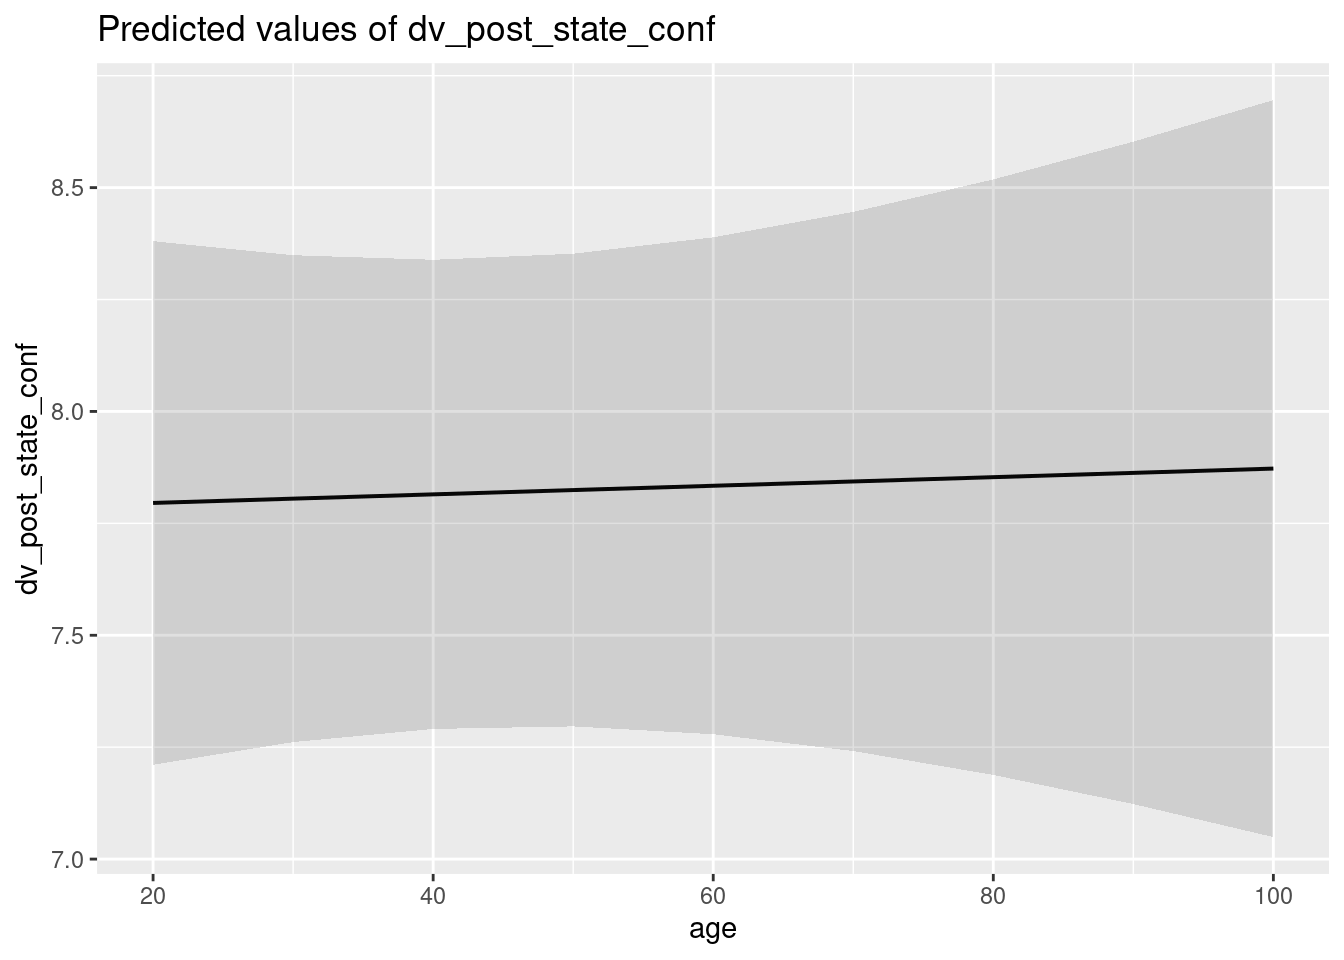 Predicted values of dv_post_state_conf
dv_post_state_conf
8.5
8.0
7.5
7.0
20 40 60 80 100
age